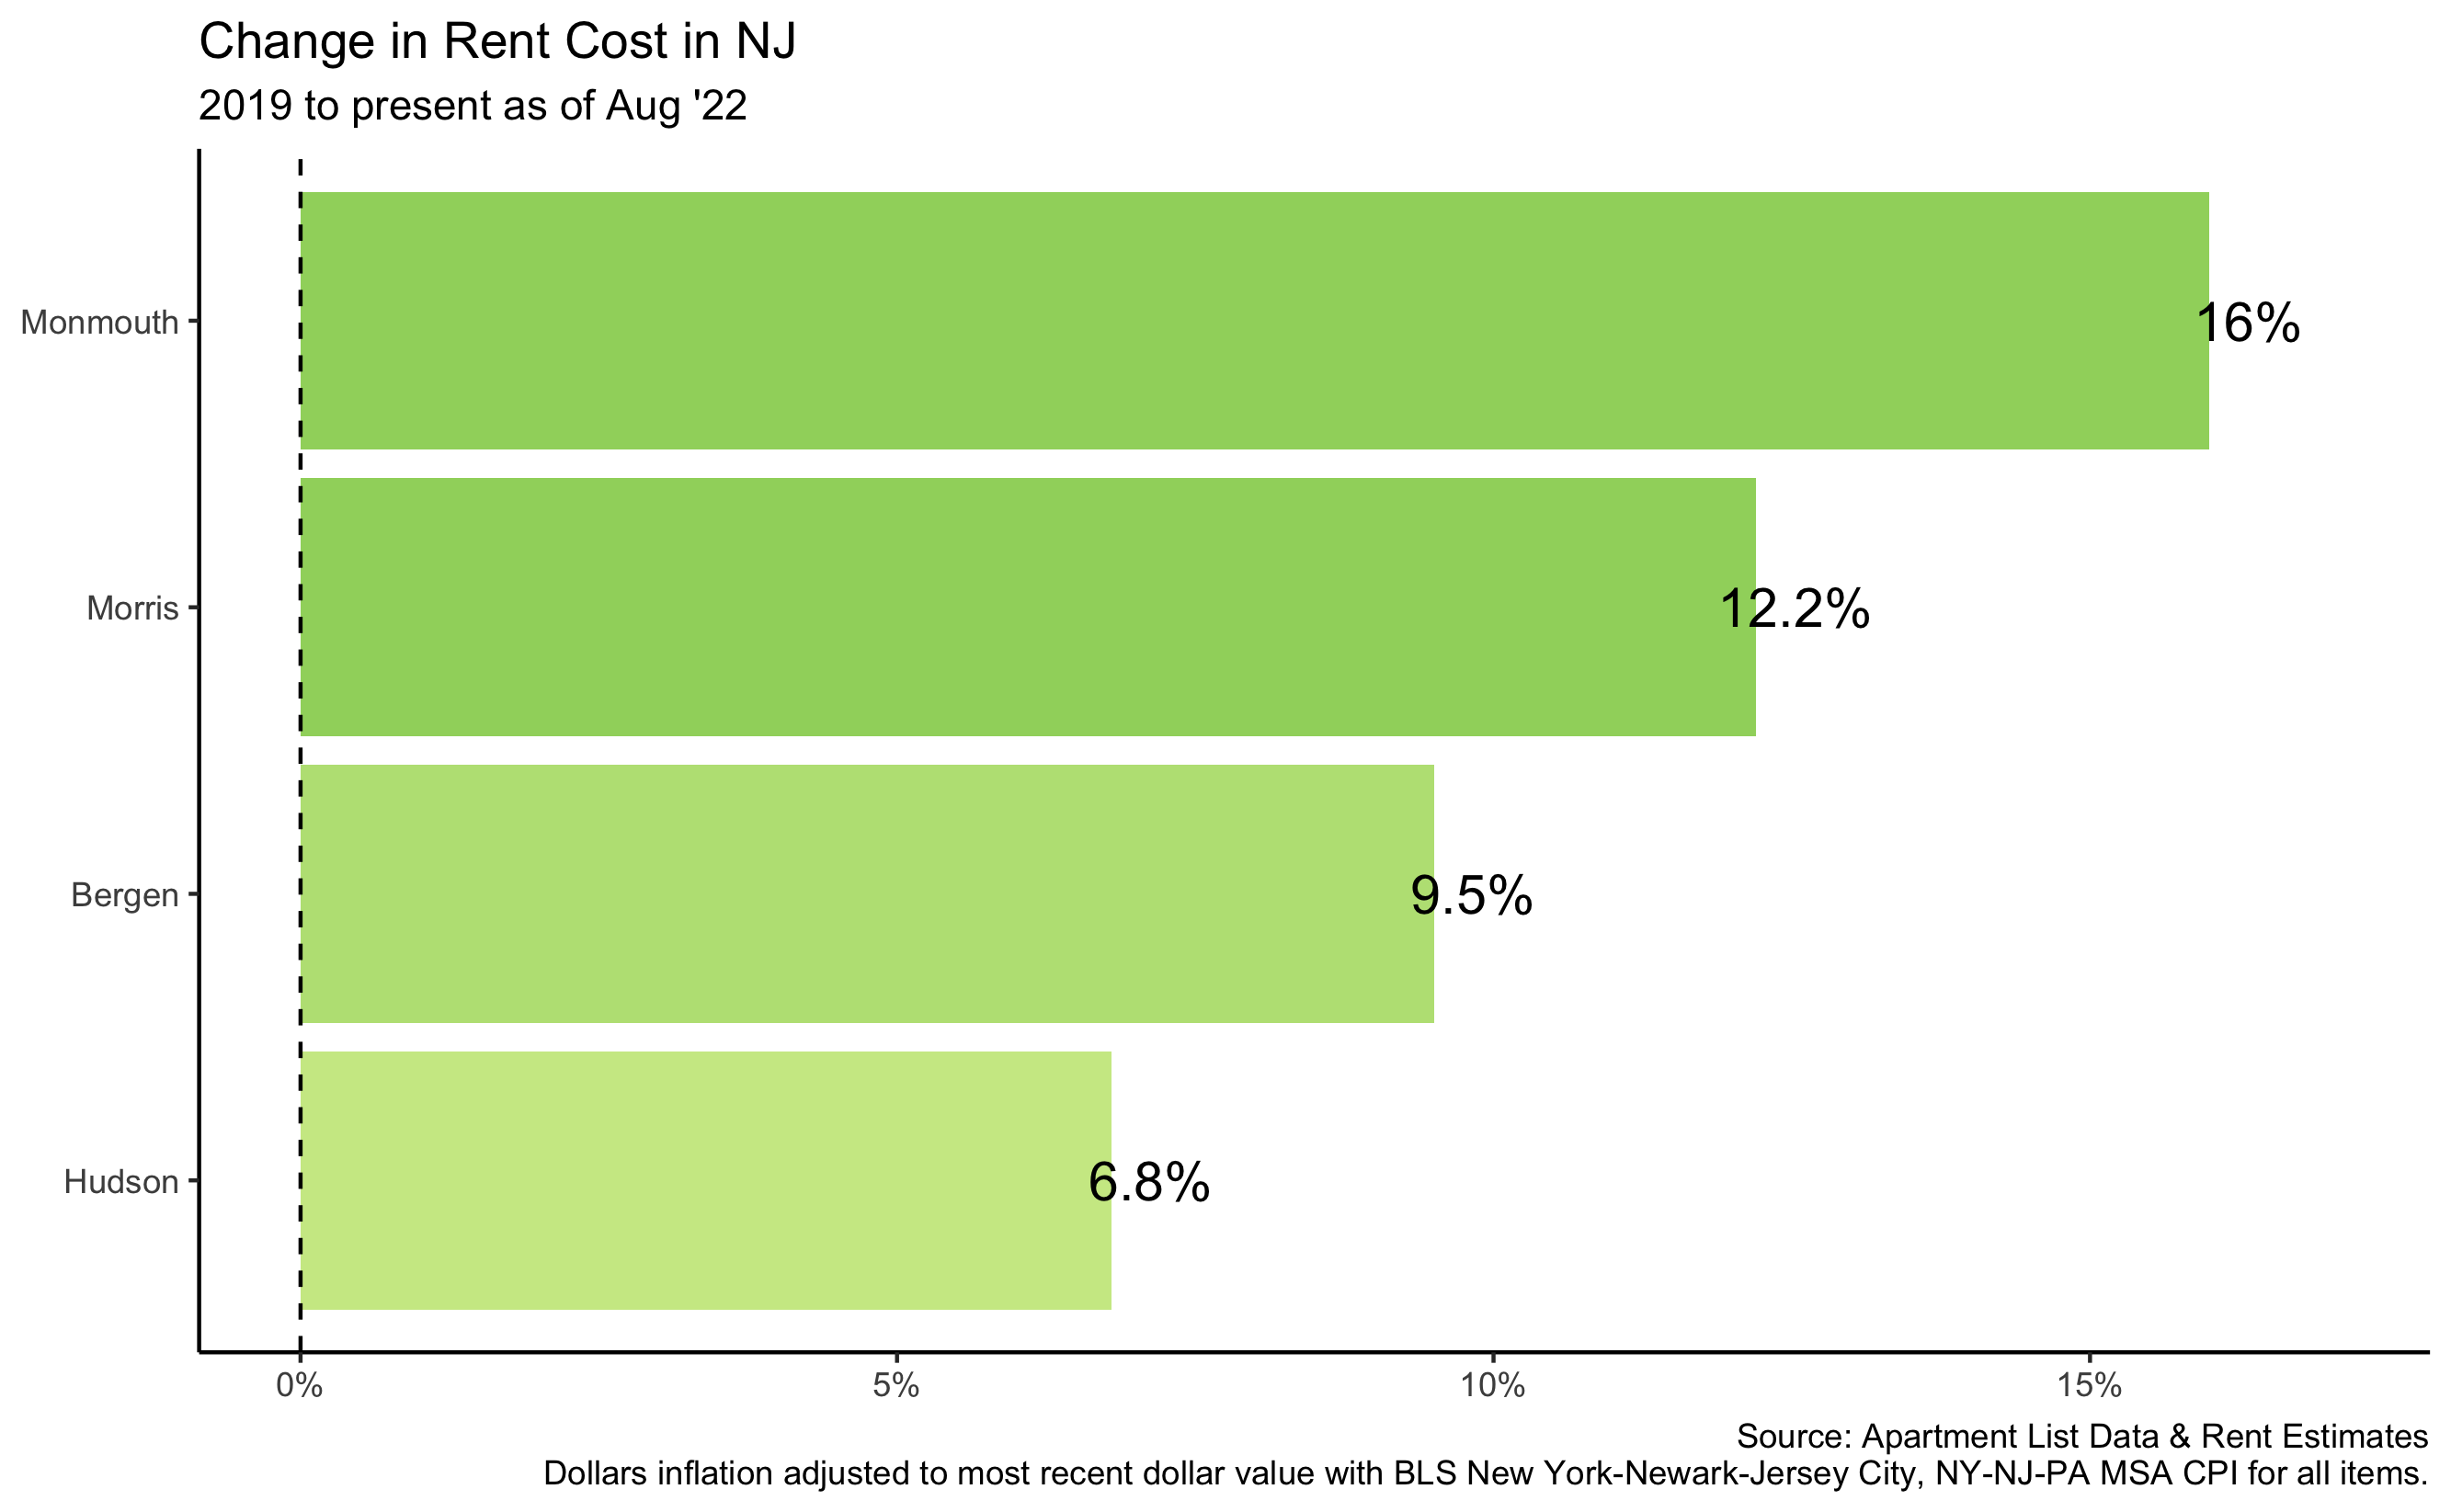 Change in Rent Cost in NJ
2019 to present as of Aug '22
Monmouth
16%
Morris
12.2%
Bergen
9.5%
Hudson
6.8%
0%
5%
10%
15%
Source: Apartment List Data & Rent Estimates
Dollars inflation adjusted to most recent dollar value with BLS New York-Newark-Jersey City, NY-NJ-PA MSA CPI for all items.